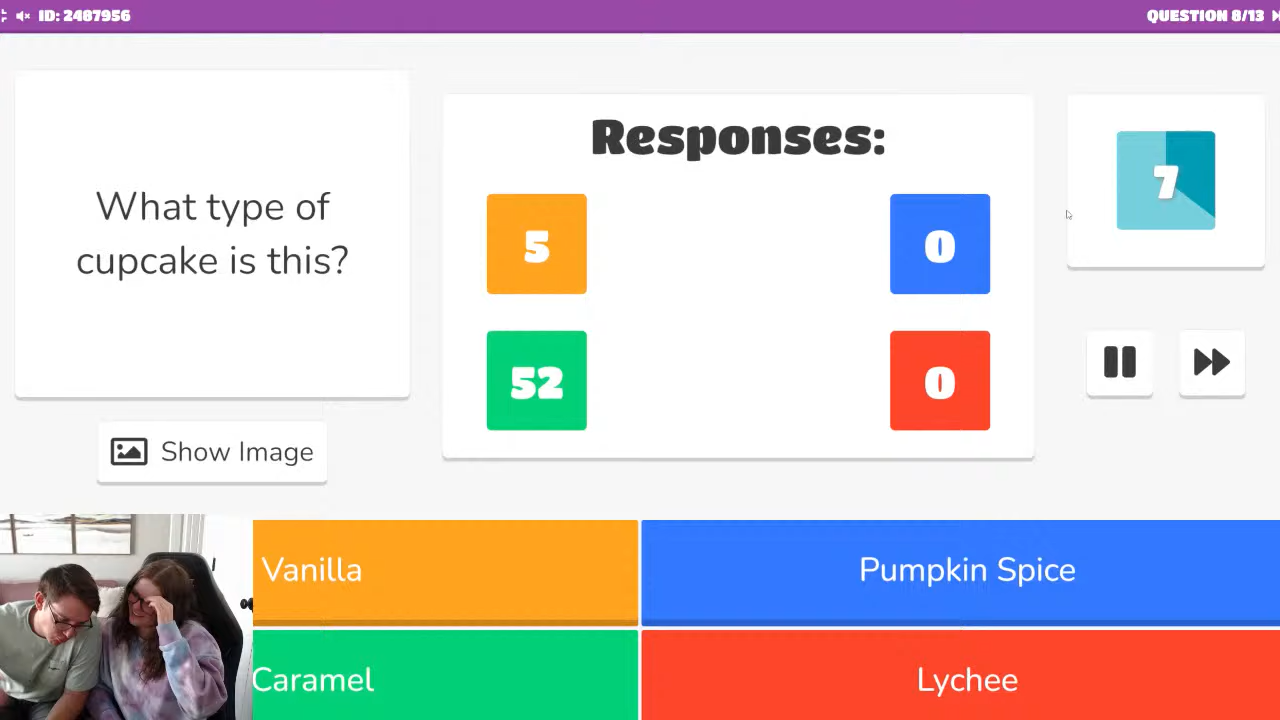 ID: 2487956
QUESTION 8/13
What type of
cupcake is this?
Show Image
Responses:
5
0
52
0
7
Vanilla
Pumpkin Spice
Caramel
Lychee